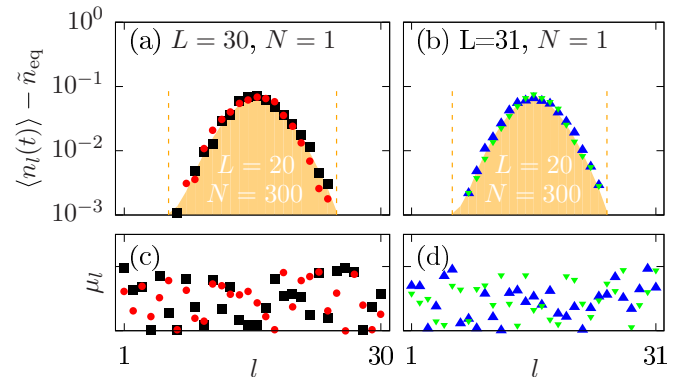 10^0
10^{-1}
10^{-2}
10^{-3}
⟨n_l(t)⟩ − ñ_eq
(a) L = 30, N = 1
L = 20
N = 300
(b) L=31, N = 1
L = 20
N = 300
μ_l
(c)
(d)
1 l 30
1 l 31